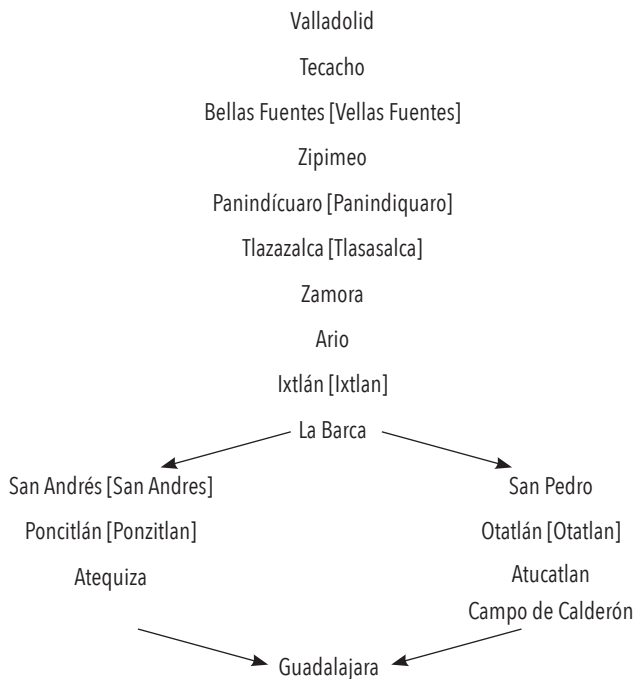 Valladolid
Tecacho
Bellas Fuentes [Vellas Fuentes]
Zipimeo
Panindícuaro [Panindiquaro]
Tlazazalca [Tlasasalca]
Zamora
Ario
Ixtlán [Ixtlan]
La Barca
San Andrés [San Andres]
Poncitlán [Ponzitlan]
Atequiza
San Pedro
Otatlán [Otatlan]
Atucatlan
Campo de Calderón
Guadalajara